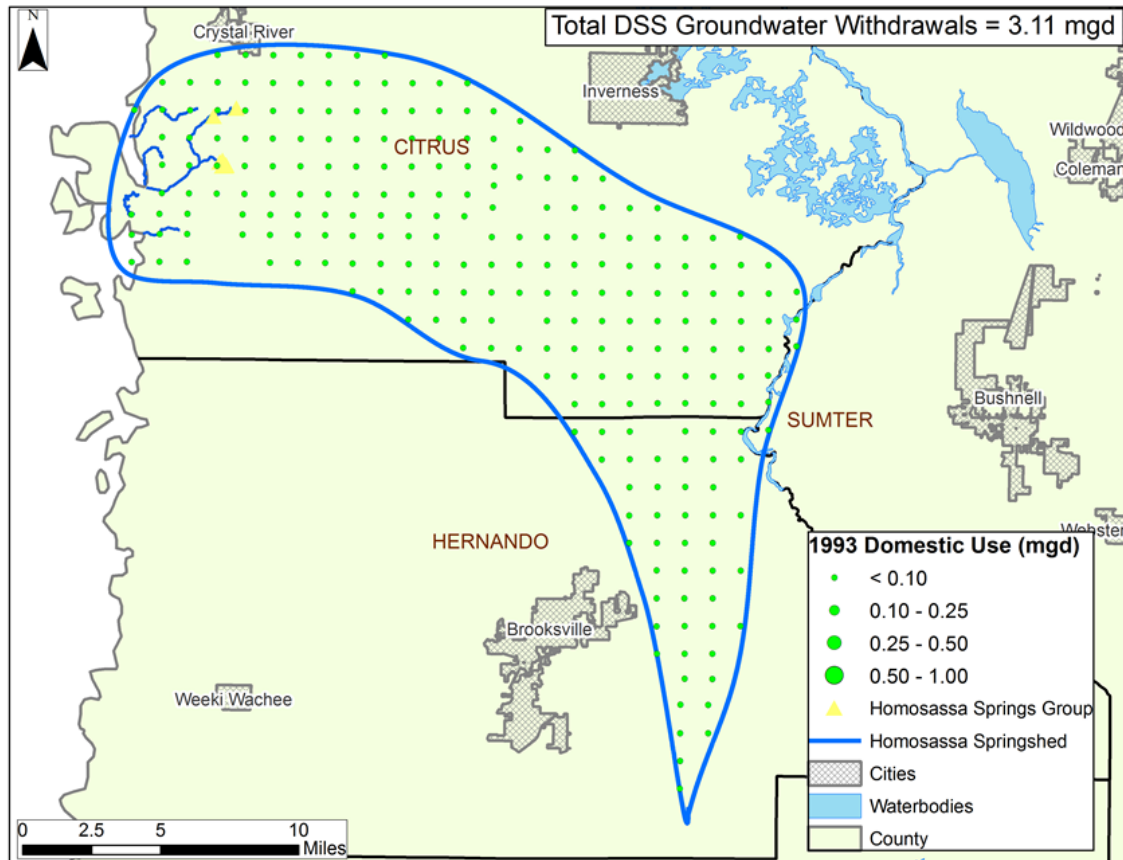 N
Total DSS Groundwater Withdrawals = 3.11 mgd
Crystal River
Inverness
CITRUS
Wildwood
Coleman
Bushnell
SUMTER
Webster
HERNANDO
Brooksville
Weeki Wachee
1993 Domestic Use (mgd)
< 0.10
0.10 - 0.25
0.25 - 0.50
0.50 - 1.00
Homosassa Springs Group
Homosassa Springshed
Cities
Waterbodies
County
0 2.5 5 10
Miles